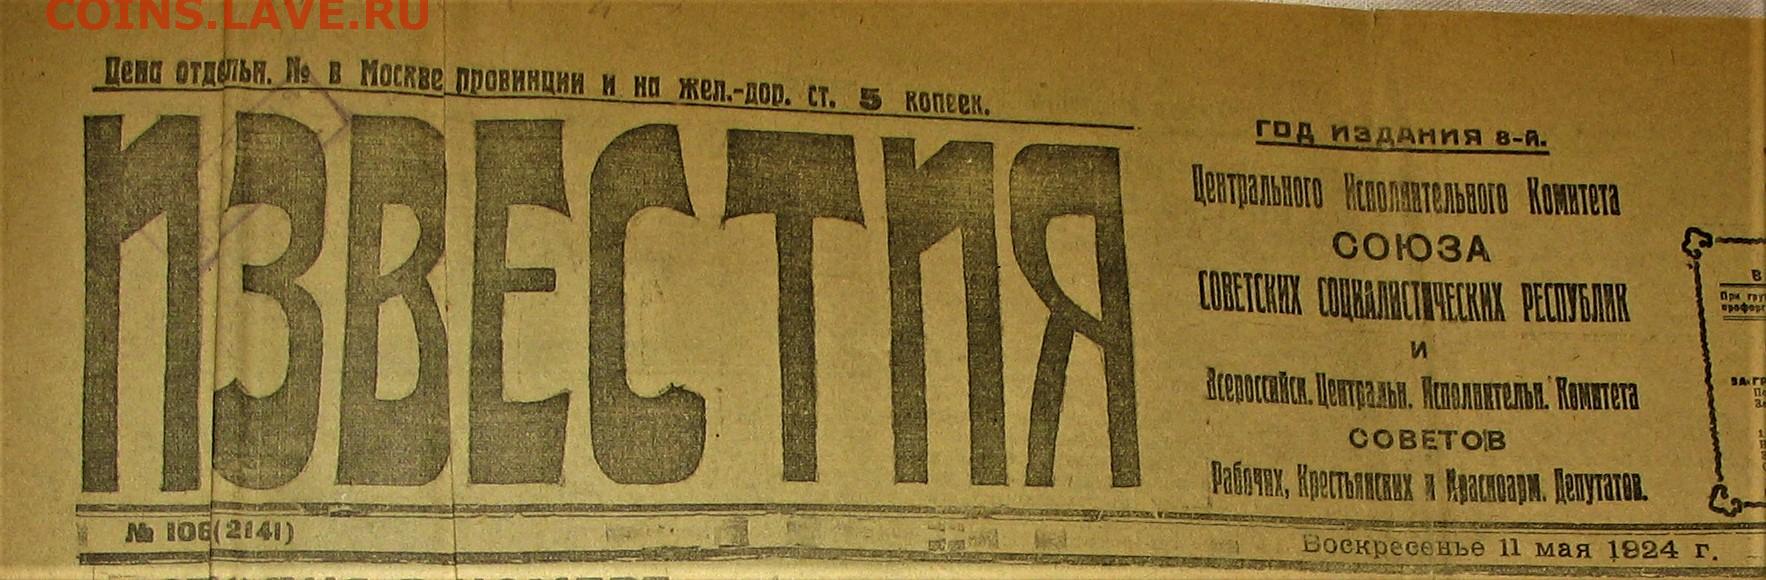 COINS.LAVE.RU
Цена отдельн. № в Москве провинции и на жел.-дор. ст. 5 копеек.
ИЗВЕСТИЯ
ГОД ИЗДАНИЯ 8-й.
Центрального Исполнительного Комитета
СОЮЗА
СОВЕТСКИХ СОЦИАЛИСТИЧЕСКИХ РЕСПУБЛИК
и
Всероссийск. Центральн. Исполнительн. Комитета
СОВЕТОВ
Рабочих, Крестьянских и Красноарм. Депутатов.
№ 106 (2141)
Воскресенье 11 мая 1924 г.
В
При гру